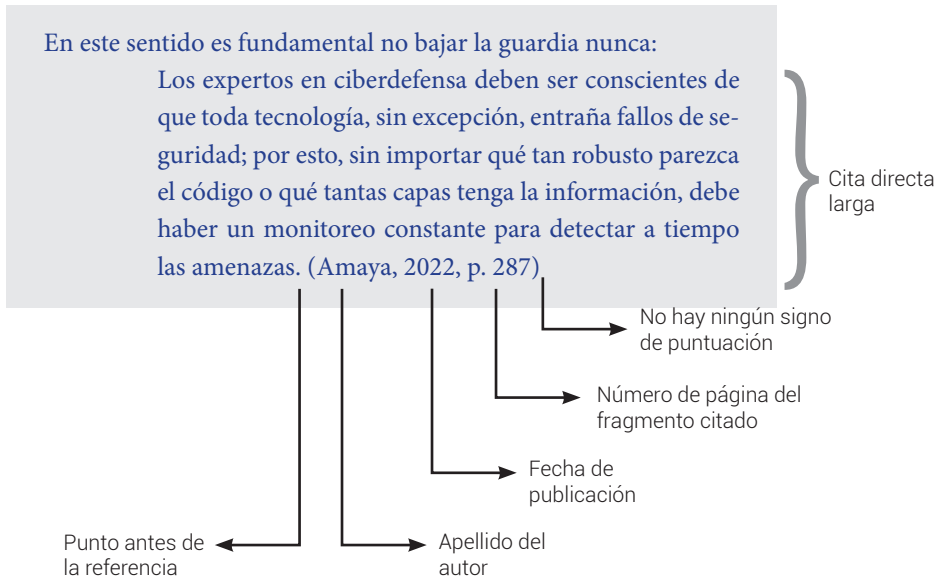 En este sentido es fundamental no bajar la guardia nunca:
Los expertos en ciberdefensa deben ser conscientes de
que toda tecnología, sin excepción, entraña fallos de se-
guridad; por esto, sin importar qué tan robusto parezca
el código o qué tantas capas tenga la información, debe
haber un monitoreo constante para detectar a tiempo
las amenazas. (Amaya, 2022, p. 287)
Cita directa
larga
No hay ningún signo
de puntuación
Número de página del
fragmento citado
Fecha de
publicación
Apellido del
autor
Punto antes de
la referencia